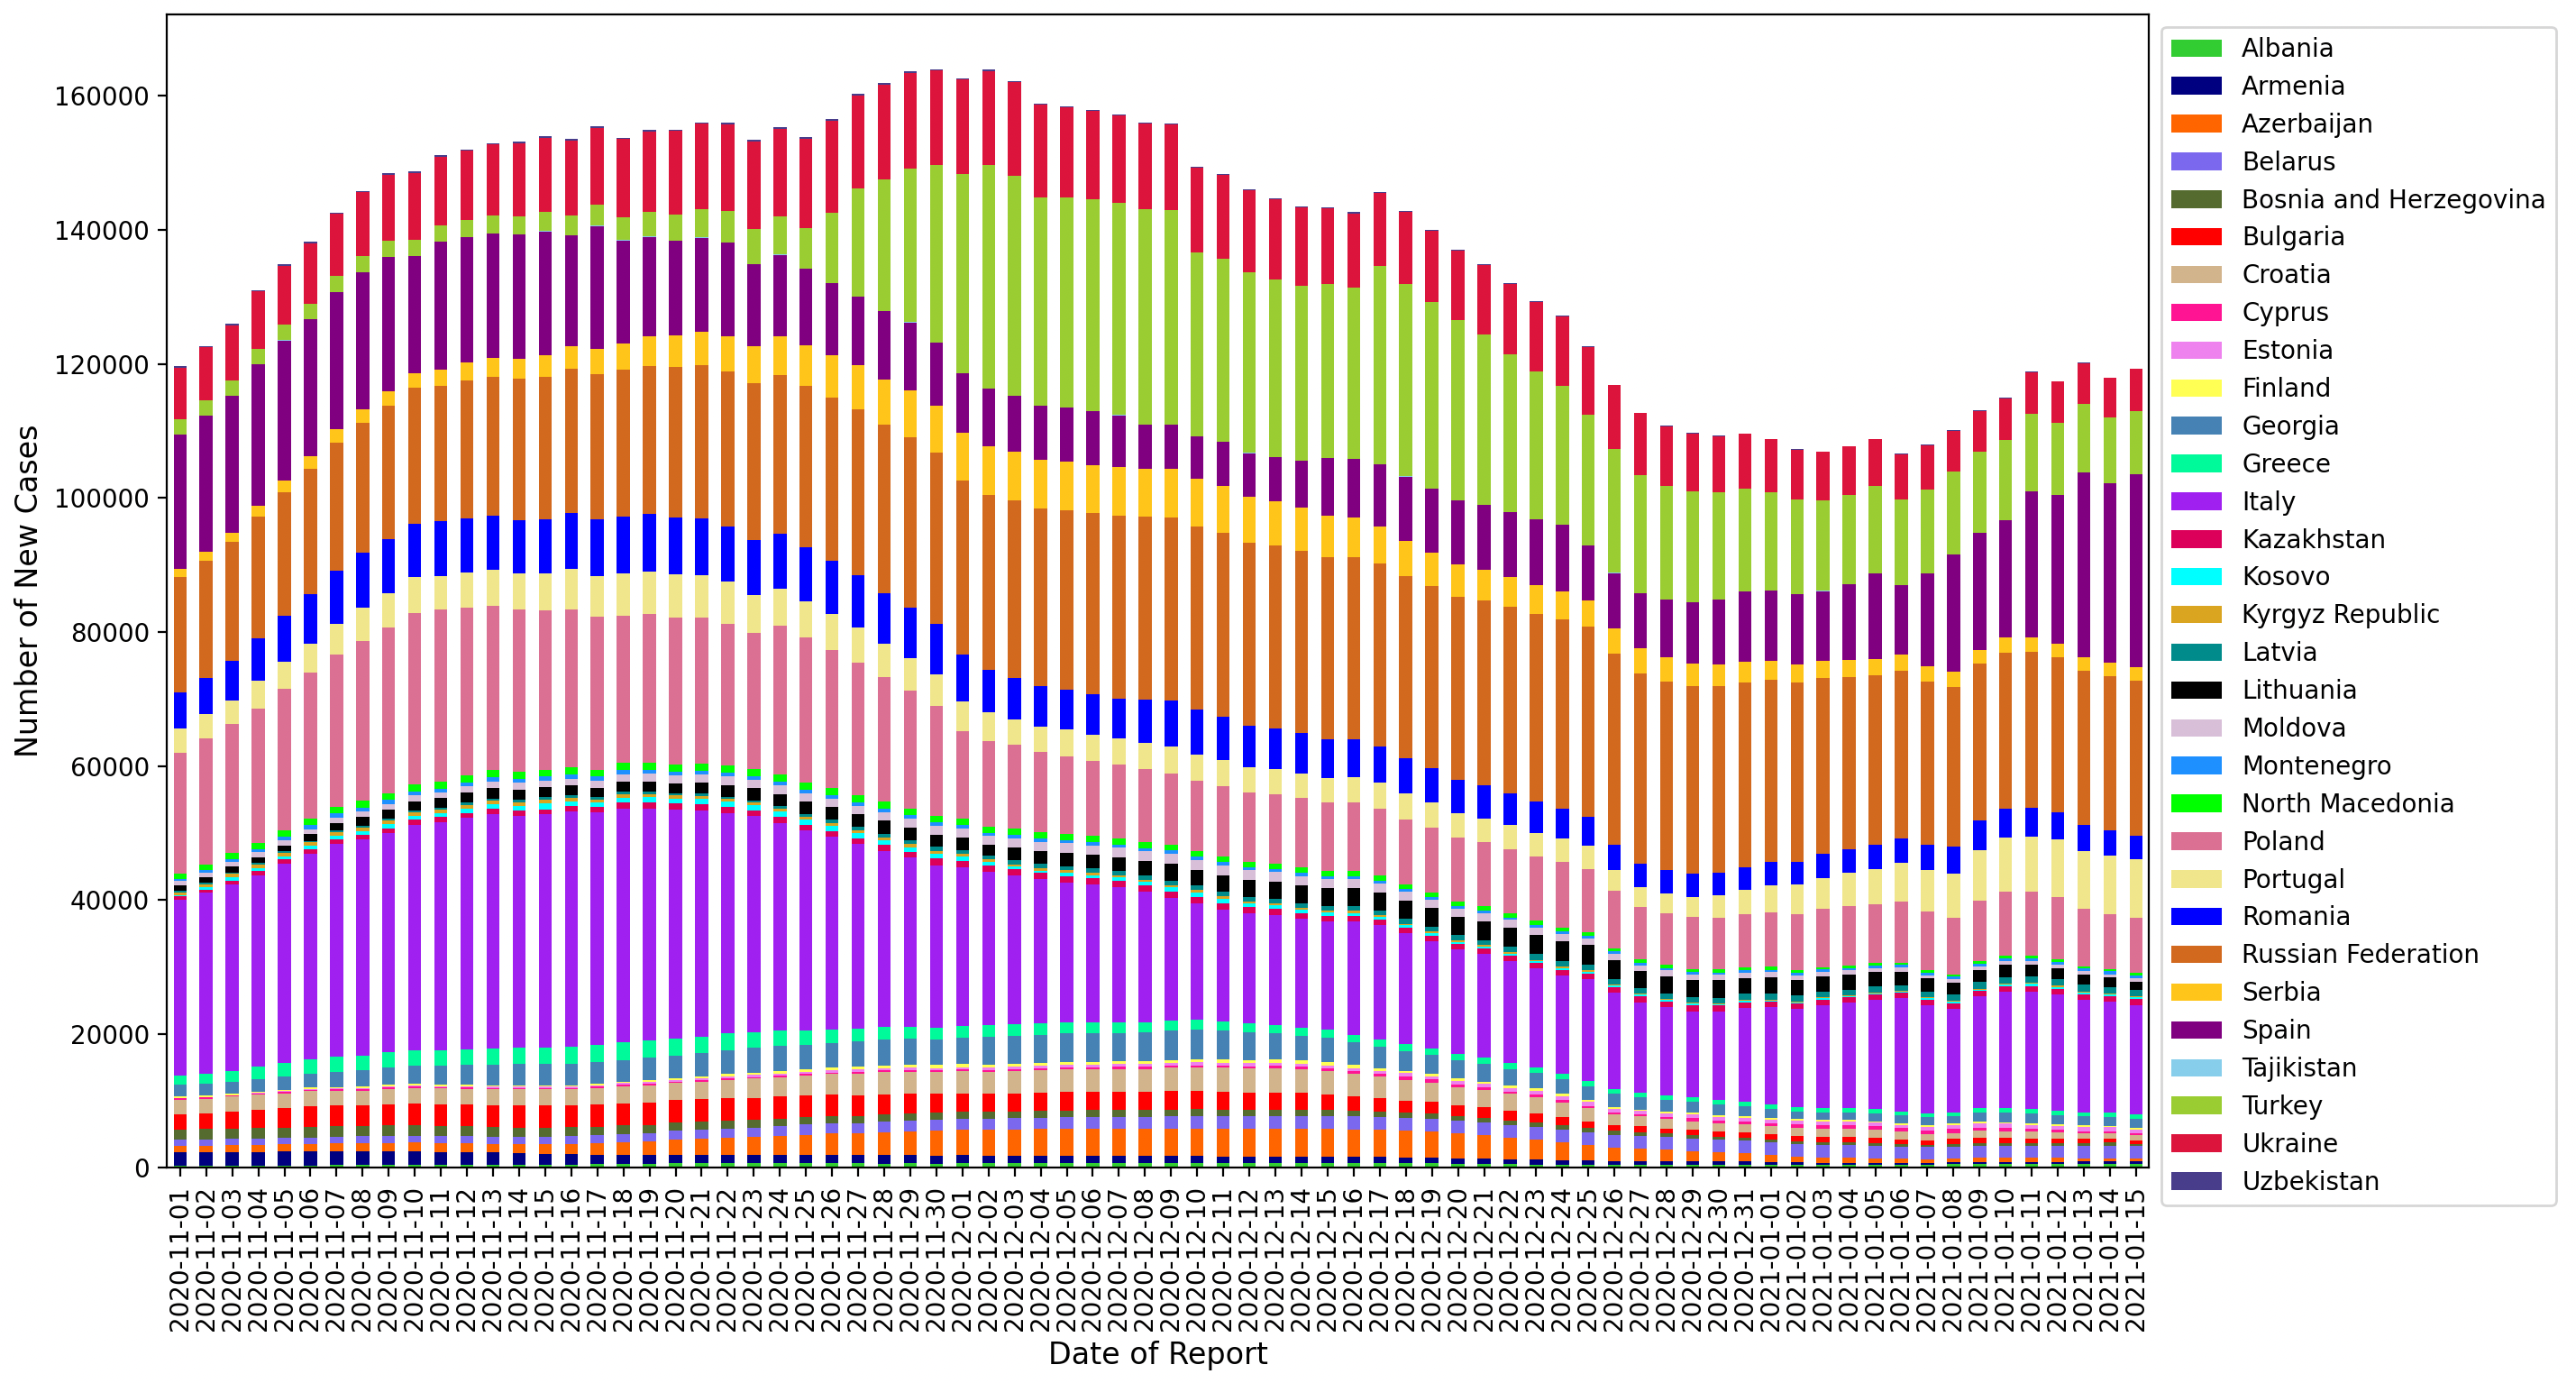 Number of New Cases
160000
140000
120000
100000
80000
60000
40000
20000
0
2020-11-01
2020-11-02
2020-11-03
2020-11-04
2020-11-05
2020-11-06
2020-11-07
2020-11-08
2020-11-09
2020-11-10
2020-11-11
2020-11-12
2020-11-13
2020-11-14
2020-11-15
2020-11-16
2020-11-17
2020-11-18
2020-11-19
2020-11-20
2020-11-21
2020-11-22
2020-11-23
2020-11-24
2020-11-25
2020-11-26
2020-11-27
2020-11-28
2020-11-29
2020-11-30
2020-12-01
2020-12-02
2020-12-03
2020-12-04
2020-12-05
2020-12-06
2020-12-07
2020-12-08
2020-12-09
2020-12-10
2020-12-11
2020-12-12
2020-12-13
2020-12-14
2020-12-15
2020-12-16
2020-12-17
2020-12-18
2020-12-19
2020-12-20
2020-12-21
2020-12-22
2020-12-23
2020-12-24
2020-12-25
2020-12-26
2020-12-27
2020-12-28
2020-12-29
2020-12-30
2020-12-31
2021-01-01
2021-01-02
2021-01-03
2021-01-04
2021-01-05
2021-01-06
2021-01-07
2021-01-08
2021-01-09
2021-01-10
2021-01-11
2021-01-12
2021-01-13
2021-01-14
2021-01-15
Date of Report
Albania
Armenia
Azerbaijan
Belarus
Bosnia and Herzegovina
Bulgaria
Croatia
Cyprus
Estonia
Finland
Georgia
Greece
Italy
Kazakhstan
Kosovo
Kyrgyz Republic
Latvia
Lithuania
Moldova
Montenegro
North Macedonia
Poland
Portugal
Romania
Russian Federation
Serbia
Spain
Tajikistan
Turkey
Ukraine
Uzbekistan